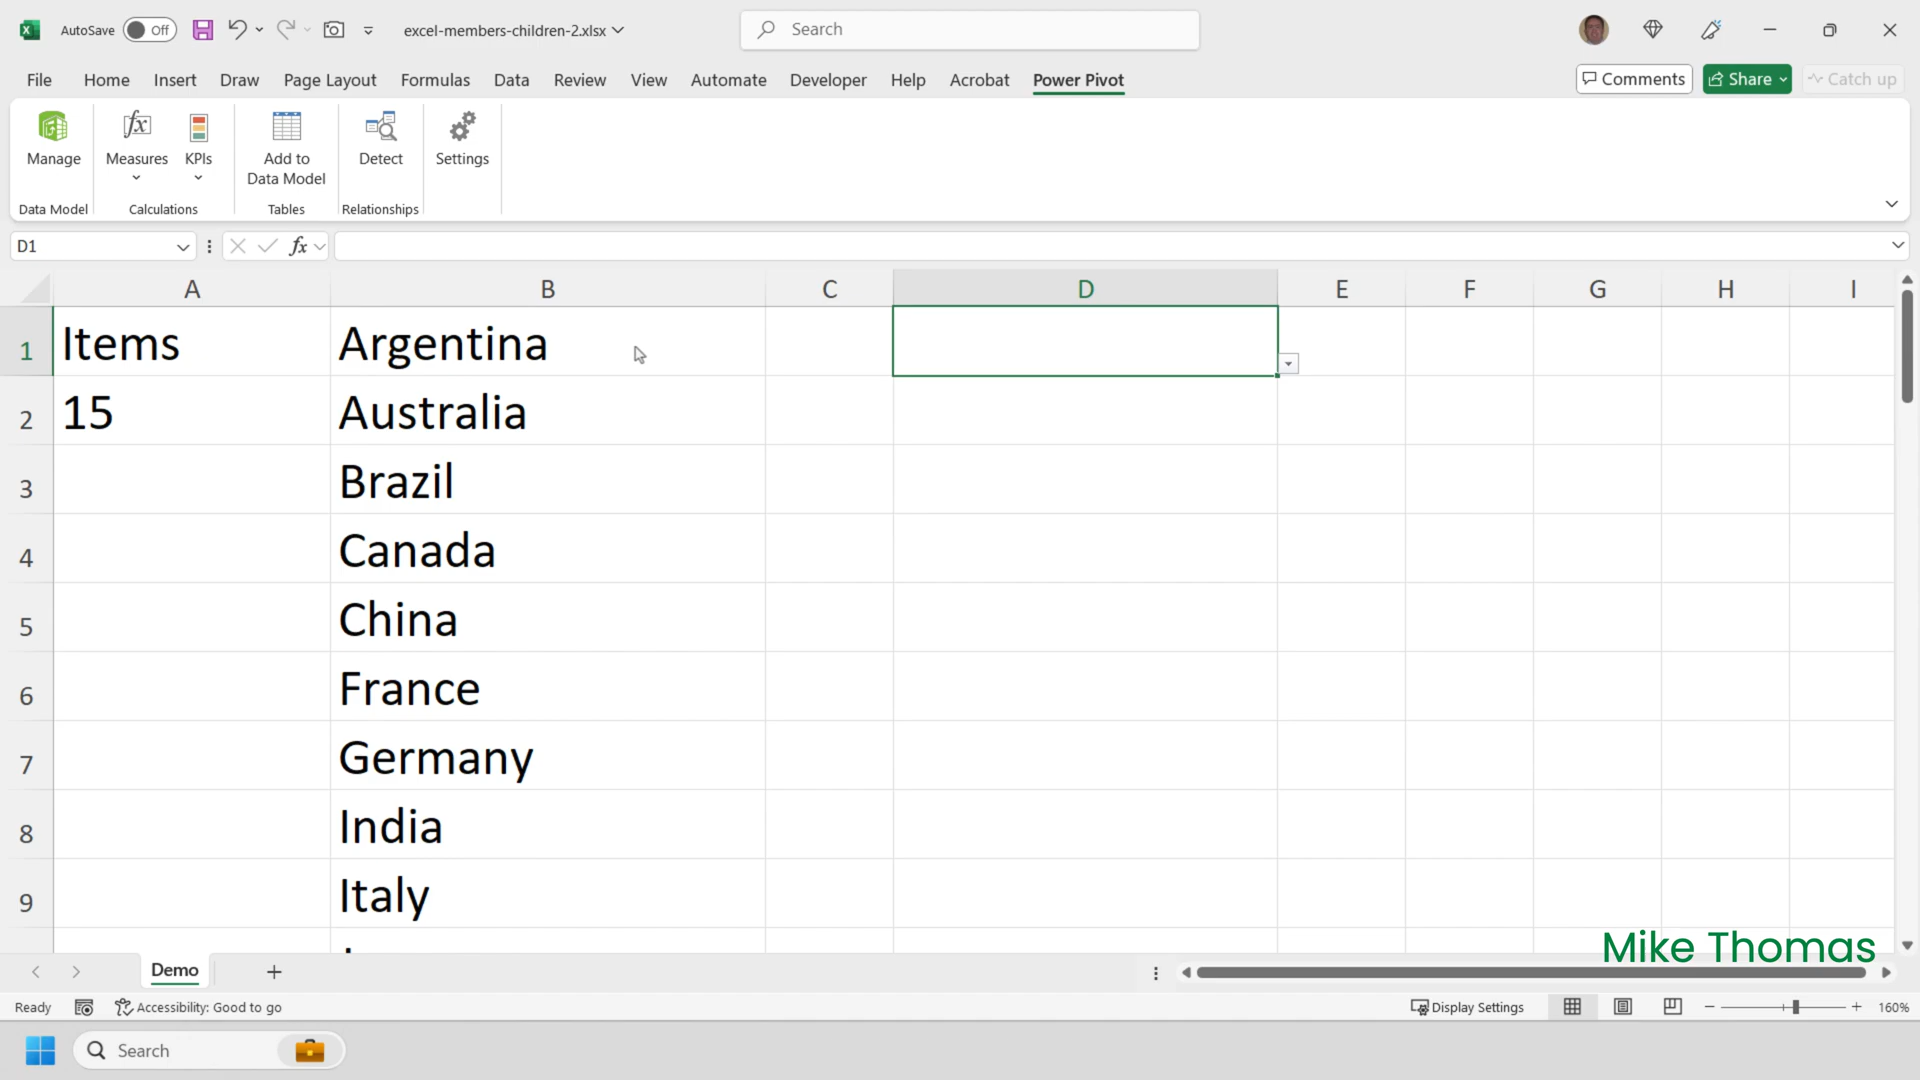 AutoSave Off excel-members-children-2.xlsx Search
File Home Insert Draw Page Layout Formulas Data Review View Automate Developer Help Acrobat Power Pivot Comments Share Catch up
Manage Measures KPIs Add to Data Model Detect Settings
Data Model Calculations Tables Relationships
D1 fx
A B C D E F G H I
1 Items Argentina
2 15 Australia
3 Brazil
4 Canada
5 China
6 France
7 Germany
8 India
9 Italy
Mike Thomas
Demo
Ready Accessibility: Good to go Display Settings 160%
Search